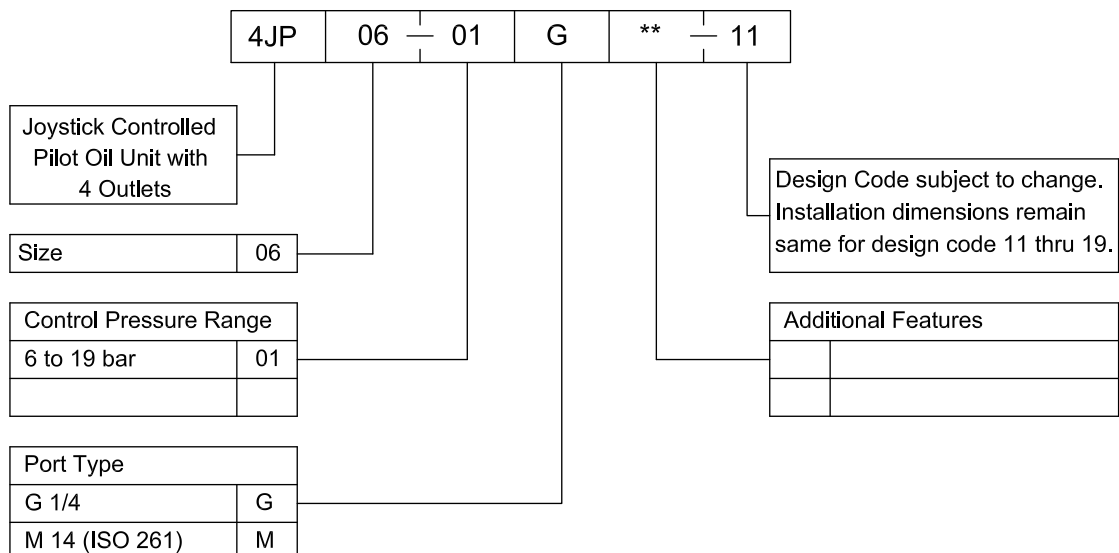 4JP 06 — 01 G ** — 11
Joystick Controlled
Pilot Oil Unit with
4 Outlets
Design Code subject to change.
Installation dimensions remain
same for design code 11 thru 19.
Size 06
Control Pressure Range
6 to 19 bar 01
Additional Features
Port Type
G 1/4 G
M 14 (ISO 261) M